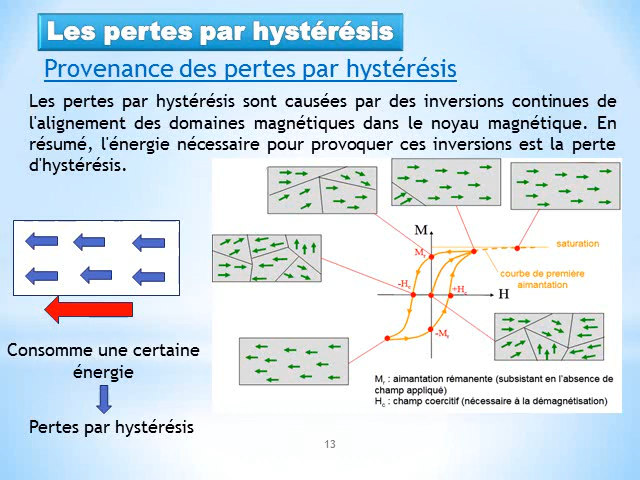 Les pertes par hystérésis
Provenance des pertes par hystérésis
Les pertes par hystérésis sont causées par des inversions continues de
l'alignement des domaines magnétiques dans le noyau magnétique. En
résumé, l'énergie nécessaire pour provoquer ces inversions est la perte
d'hystérésis.
M
Mr
saturation
courbe de première
aimantation
-Hc
+Hc
H
-Mr
Consomme une certaine
énergie
Pertes par hystérésis
Mr : aimantation rémanente (subsistant en l'absence de
champ appliqué)
Hc : champ coercitif (nécessaire à la démagnétisation)
13